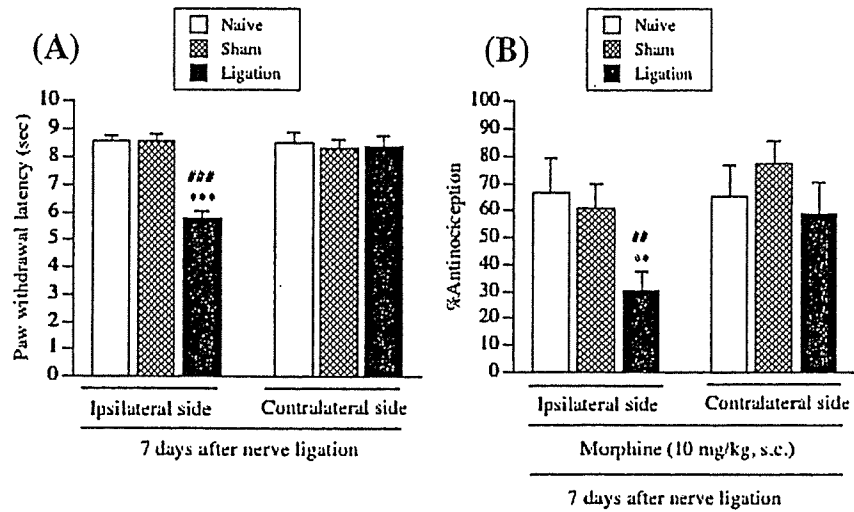 (A)
Naive
Sham
Ligation
Paw withdrawal latency (sec)
10
9
8
7
6
5
4
3
2
1
0
###
***
Ipsilateral side
Contralateral side
7 days after nerve ligation
(B)
Naive
Sham
Ligation
%Antinociception
100
90
80
70
60
50
40
30
20
10
0
##
**
Ipsilateral side
Contralateral side
Morphine (10 mg/kg, s.c.)
7 days after nerve ligation